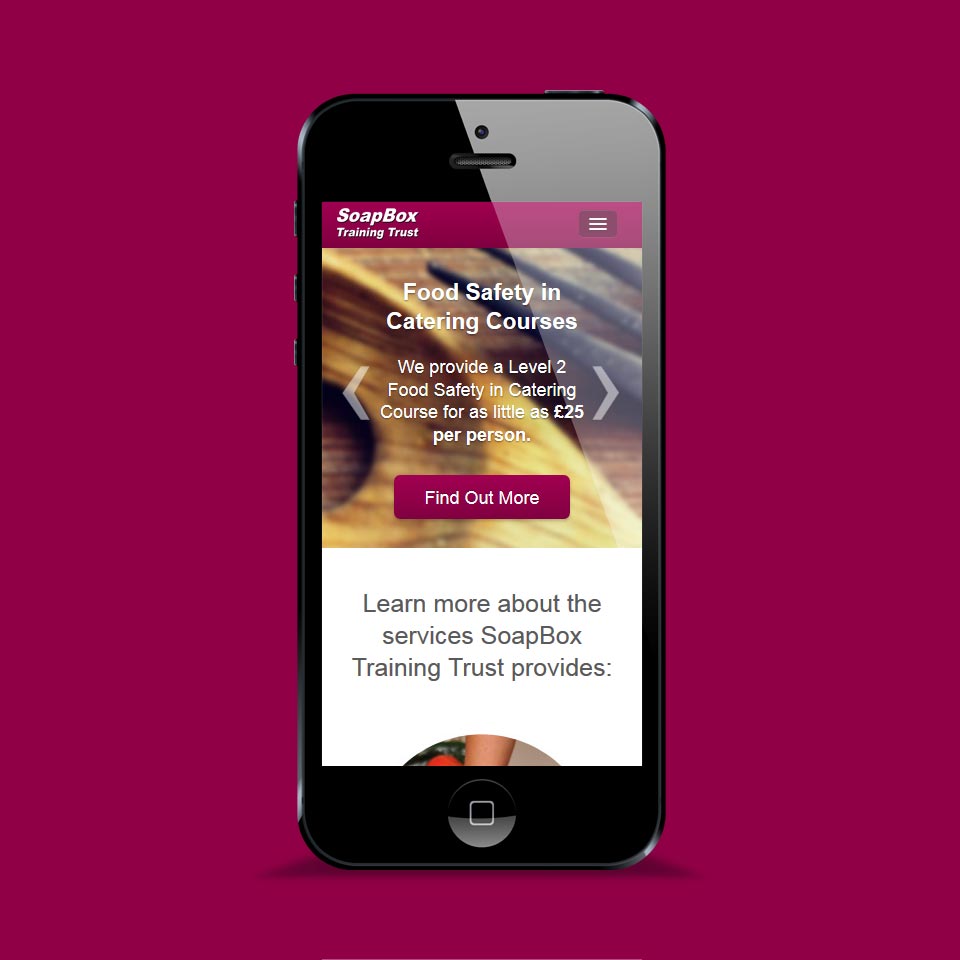 SoapBox
Training Trust
Food Safety in
Catering Courses
We provide a Level 2
Food Safety in Catering
Course for as little as £25
per person.
Find Out More
Learn more about the
services SoapBox
Training Trust provides: